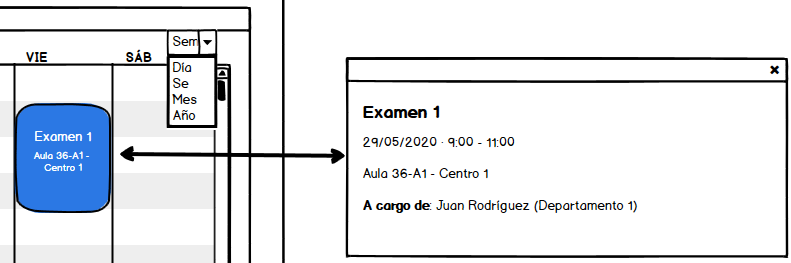 Sem
VIE
SÁB
Día
Se
Mes
Año
Examen 1
Aula 36-A1 -
Centro 1
Examen 1
29/05/2020 · 9:00 - 11:00
Aula 36-A1 - Centro 1
A cargo de: Juan Rodríguez (Departamento 1)